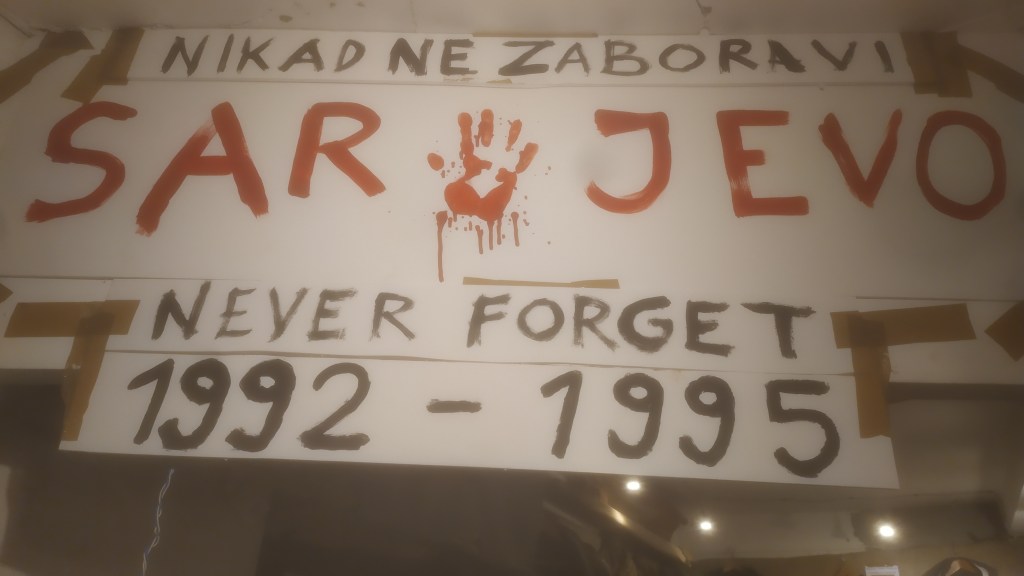 NIKAD NE ZABORAVI
SAR JEVO
NEVER FORGET
1992 - 1995